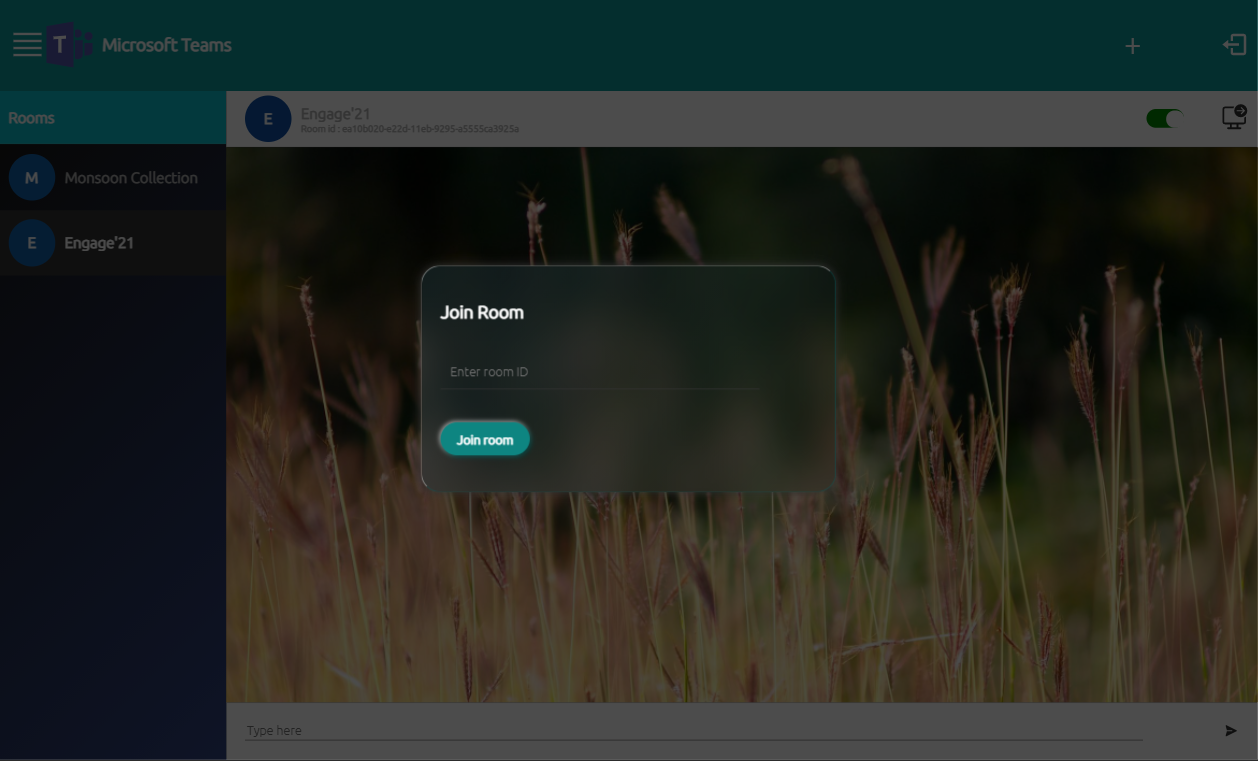 T
Microsoft Teams
Rooms
M
Monsoon Collection
E
Engage'21
E
Engage'21
Room Id : ea10b020-e22d-11eb-9295-a5555ca3925a
Join Room
Enter room ID
Join room
Type here